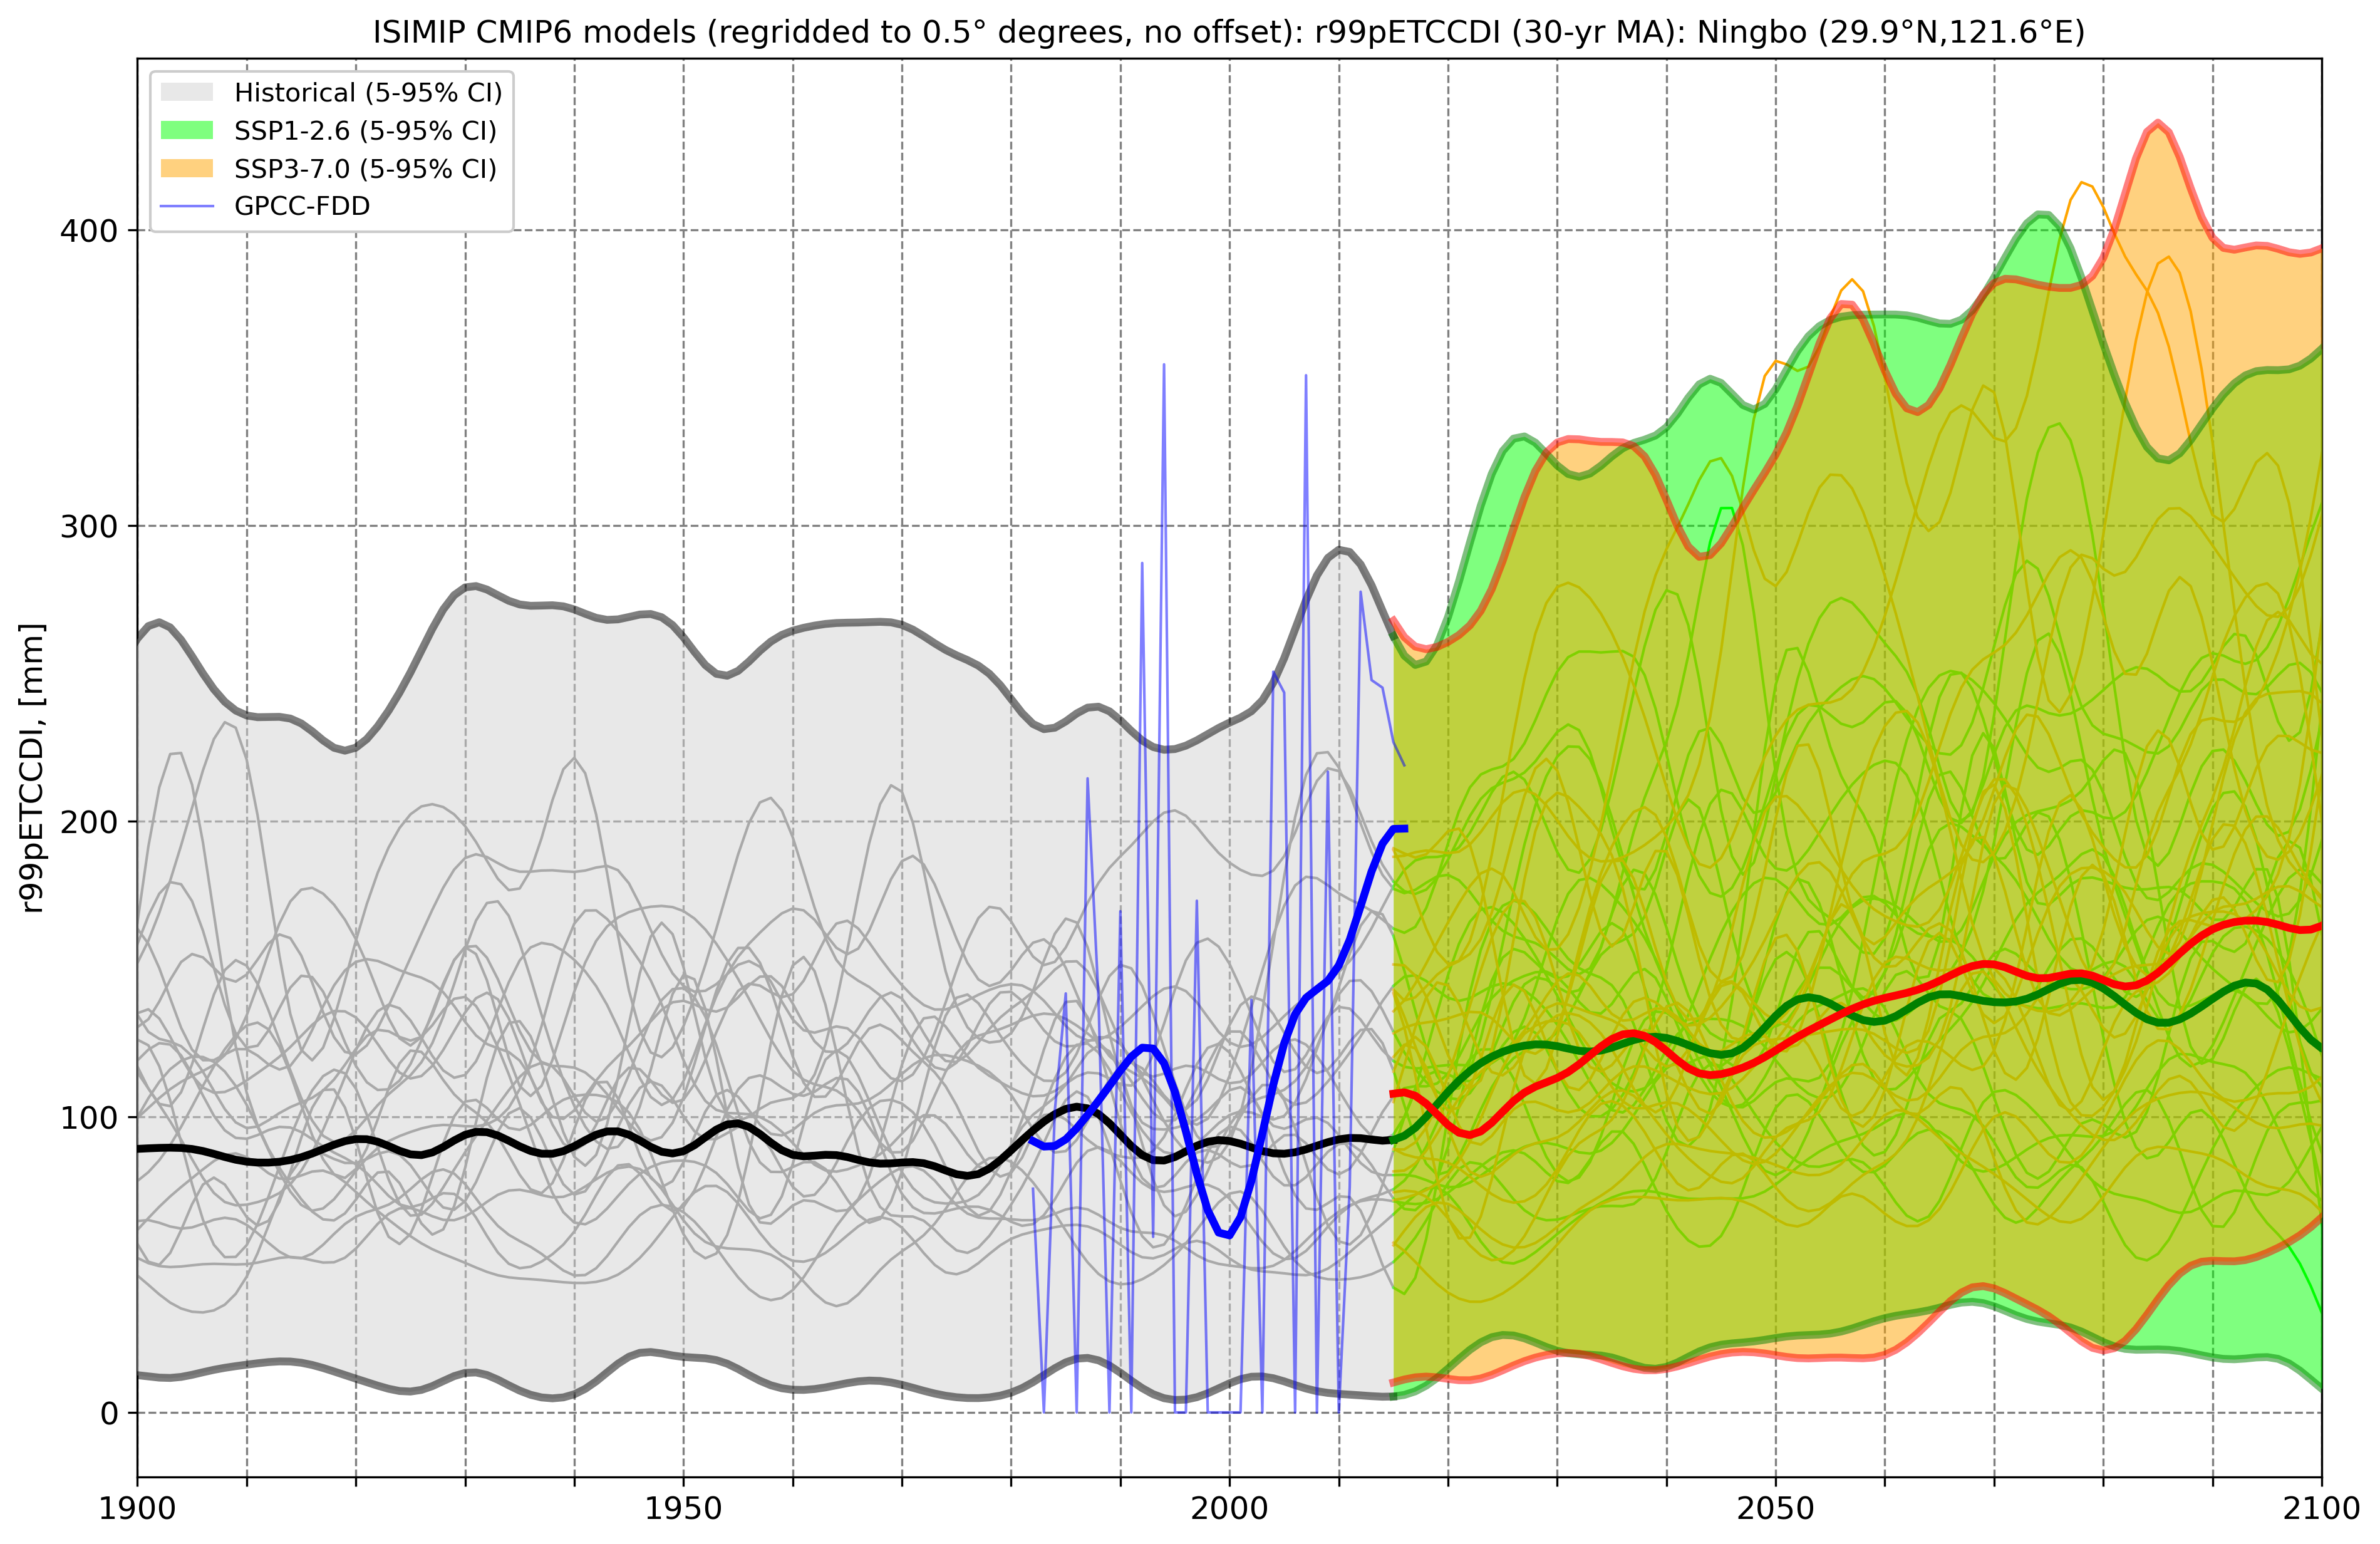 ISIMIP CMIP6 models (regridded to 0.5° degrees, no offset): r99pETCCDI (30-yr MA): Ningbo (29.9°N,121.6°E)
Historical (5-95% CI)
SSP1-2.6 (5-95% CI)
SSP3-7.0 (5-95% CI)
GPCC-FDD
r99pETCCDI, [mm]
400
300
200
100
0
1900
1950
2000
2050
2100